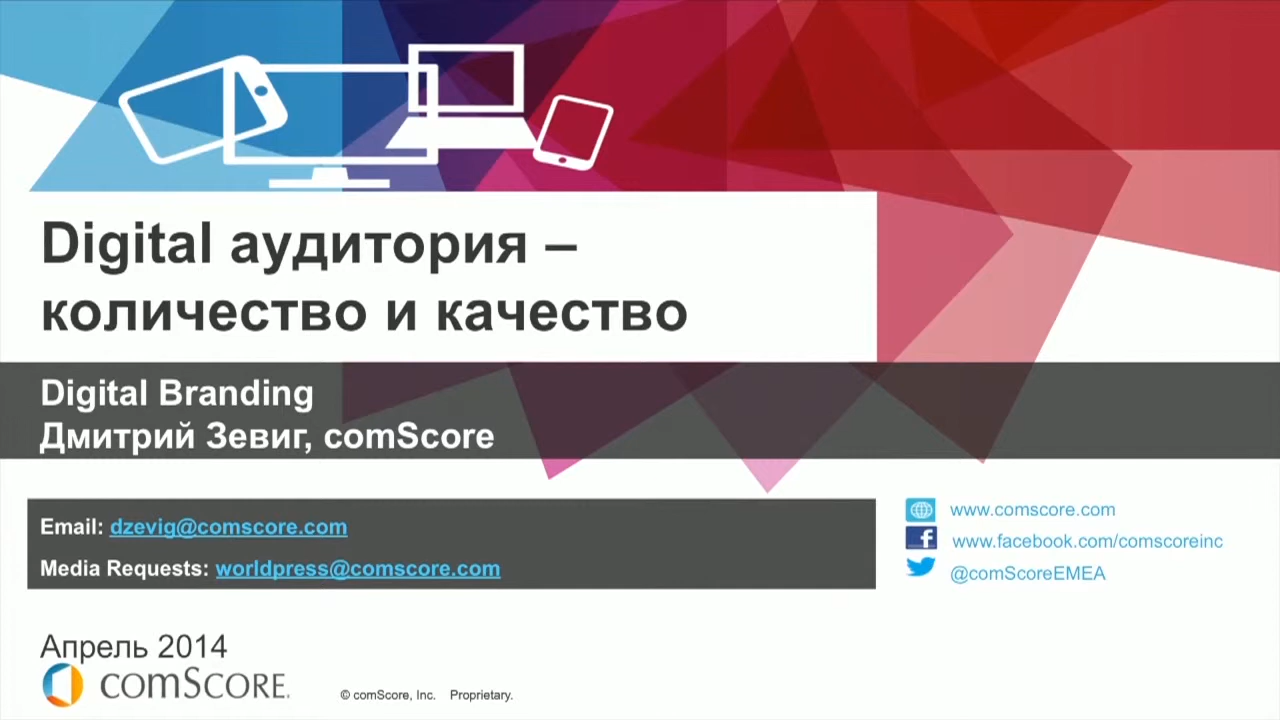 Digital аудитория –
количество и качество
Digital Branding
Дмитрий Зевиг, comScore
Email: dzevig@comscore.com
Media Requests: worldpress@comscore.com
www.comscore.com
www.facebook.com/comscoreinc
@comScoreEMEA
Апрель 2014
comScore.
© comScore, Inc. Proprietary.